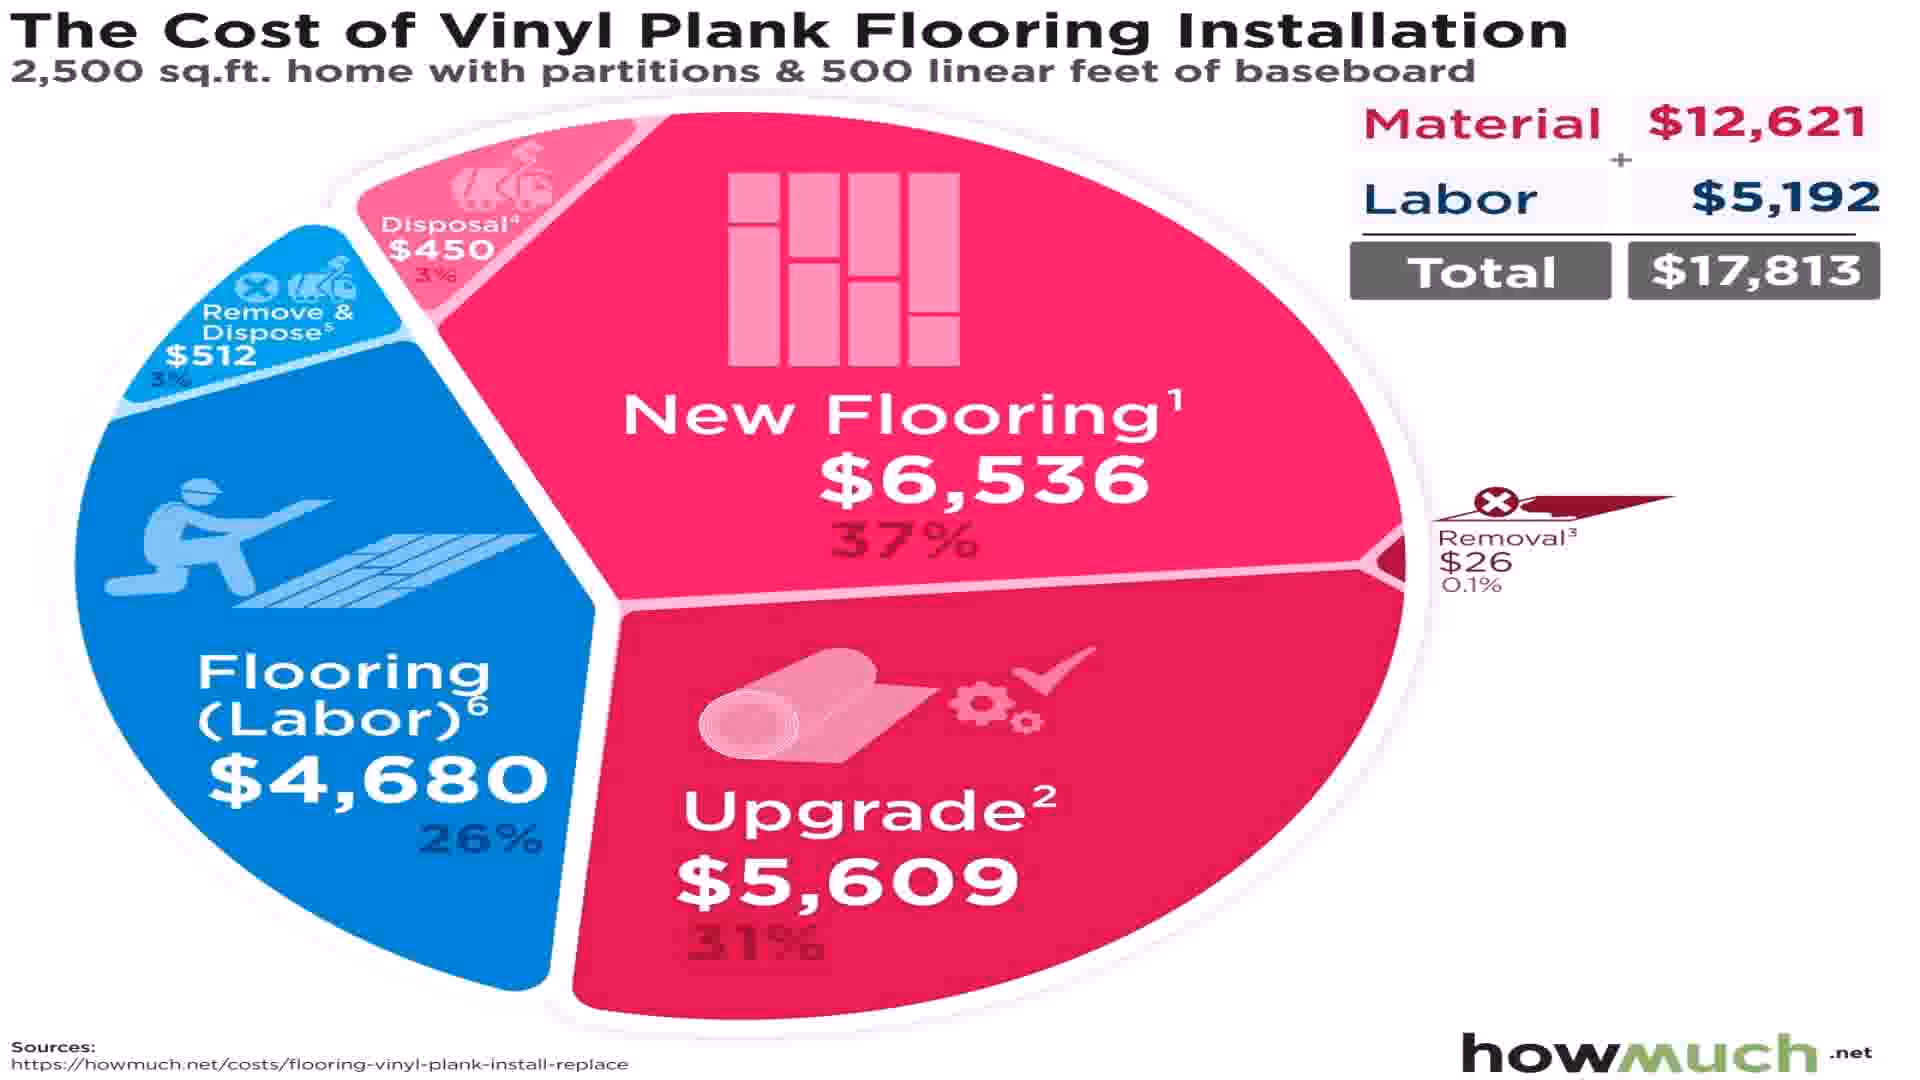 The Cost of Vinyl Plank Flooring Installation
2,500 sq.ft. home with partitions & 500 linear feet of baseboard
Material $12,621
+
Labor $5,192
Total $17,813
Disposal⁴
$450
3%
Remove &
Dispose⁵
$512
3%
New Flooring¹
$6,536
37%
Removal³
$26
0.1%
Flooring
(Labor)⁶
$4,680
26%
Upgrade²
$5,609
31%
Sources:
https://howmuch.net/costs/flooring-vinyl-plank-install-replace
howmuch.net